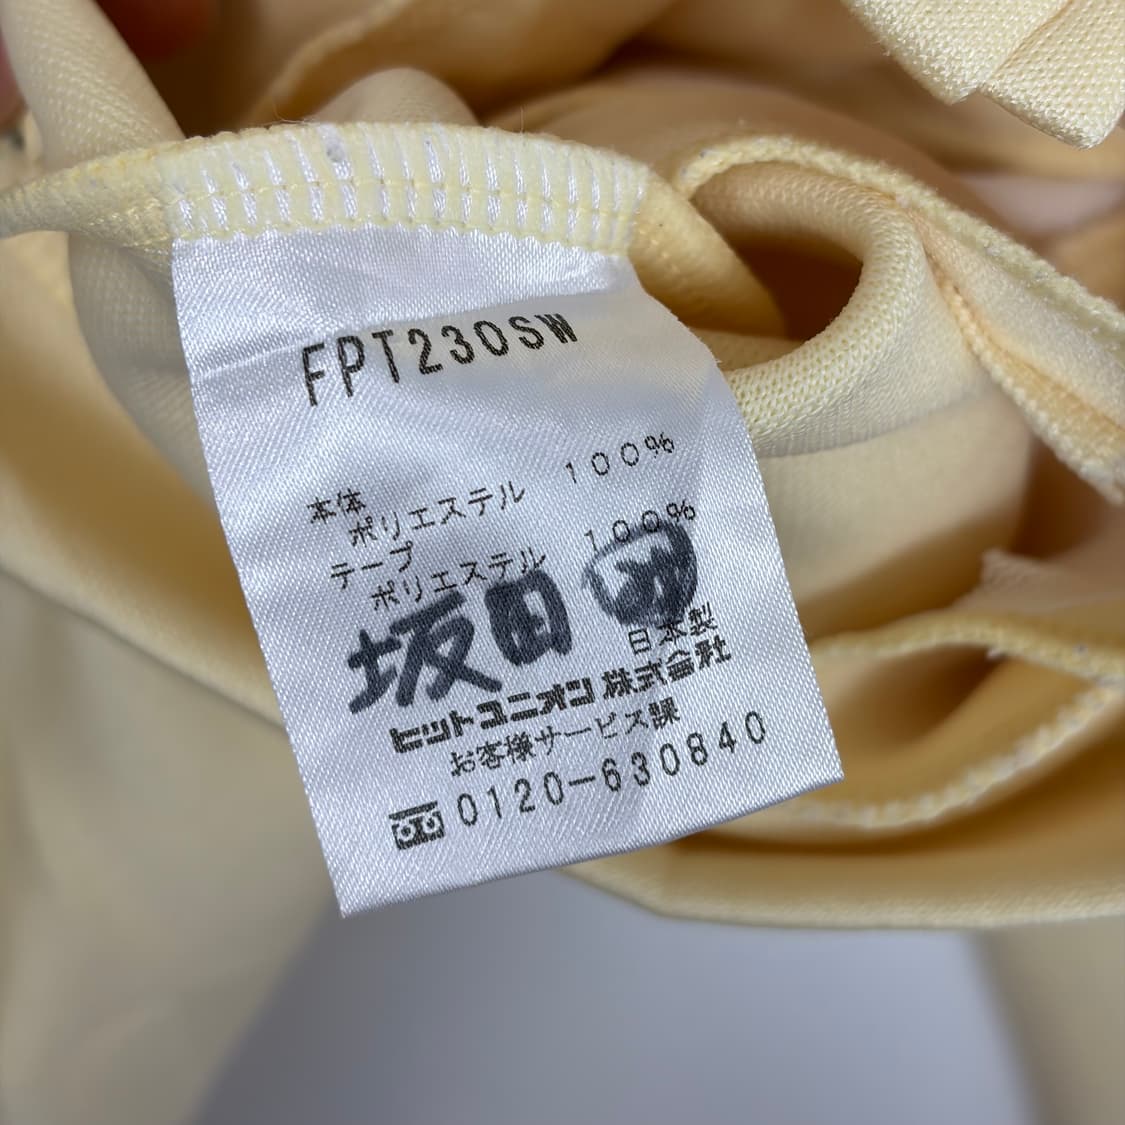 FPT230SW
本体
ポリエステル 100%
テープ
ポリエステル 100%
坂田
日本製
ヒットユニオン株式会社
お客様サービス課
0120-630840